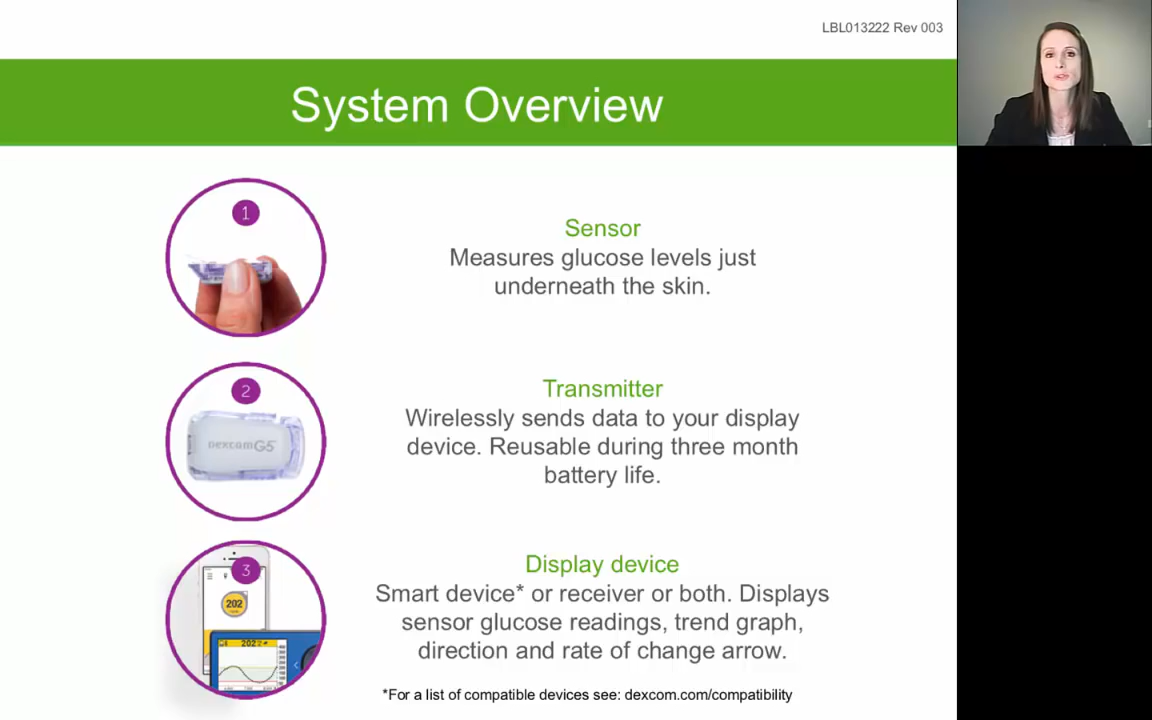 LBL013222 Rev 003
System Overview
1
Sensor
Measures glucose levels just
underneath the skin.
2
dexcom G5
Transmitter
Wirelessly sends data to your display
device. Reusable during three month
battery life.
3
202
202
Display device
Smart device* or receiver or both. Displays
sensor glucose readings, trend graph,
direction and rate of change arrow.
*For a list of compatible devices see: dexcom.com/compatibility